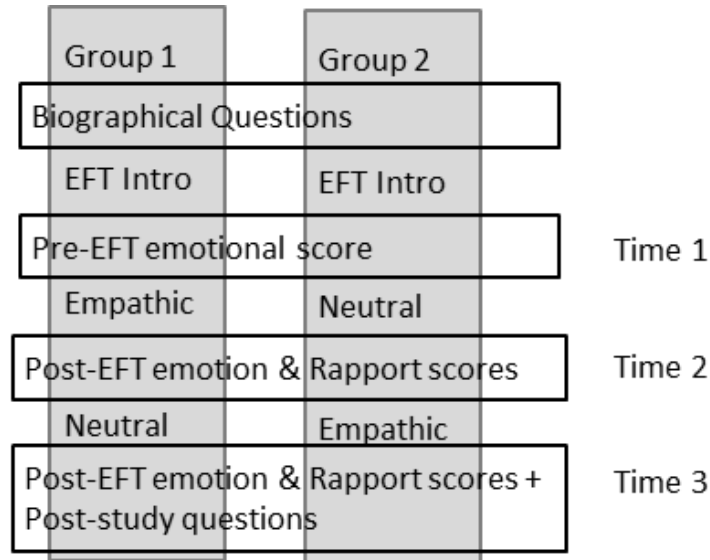 Group 1 Group 2
Biographical Questions
EFT Intro EFT Intro
Pre-EFT emotional score Time 1
Empathic Neutral
Post-EFT emotion & Rapport scores Time 2
Neutral Empathic
Post-EFT emotion & Rapport scores + Time 3
Post-study questions